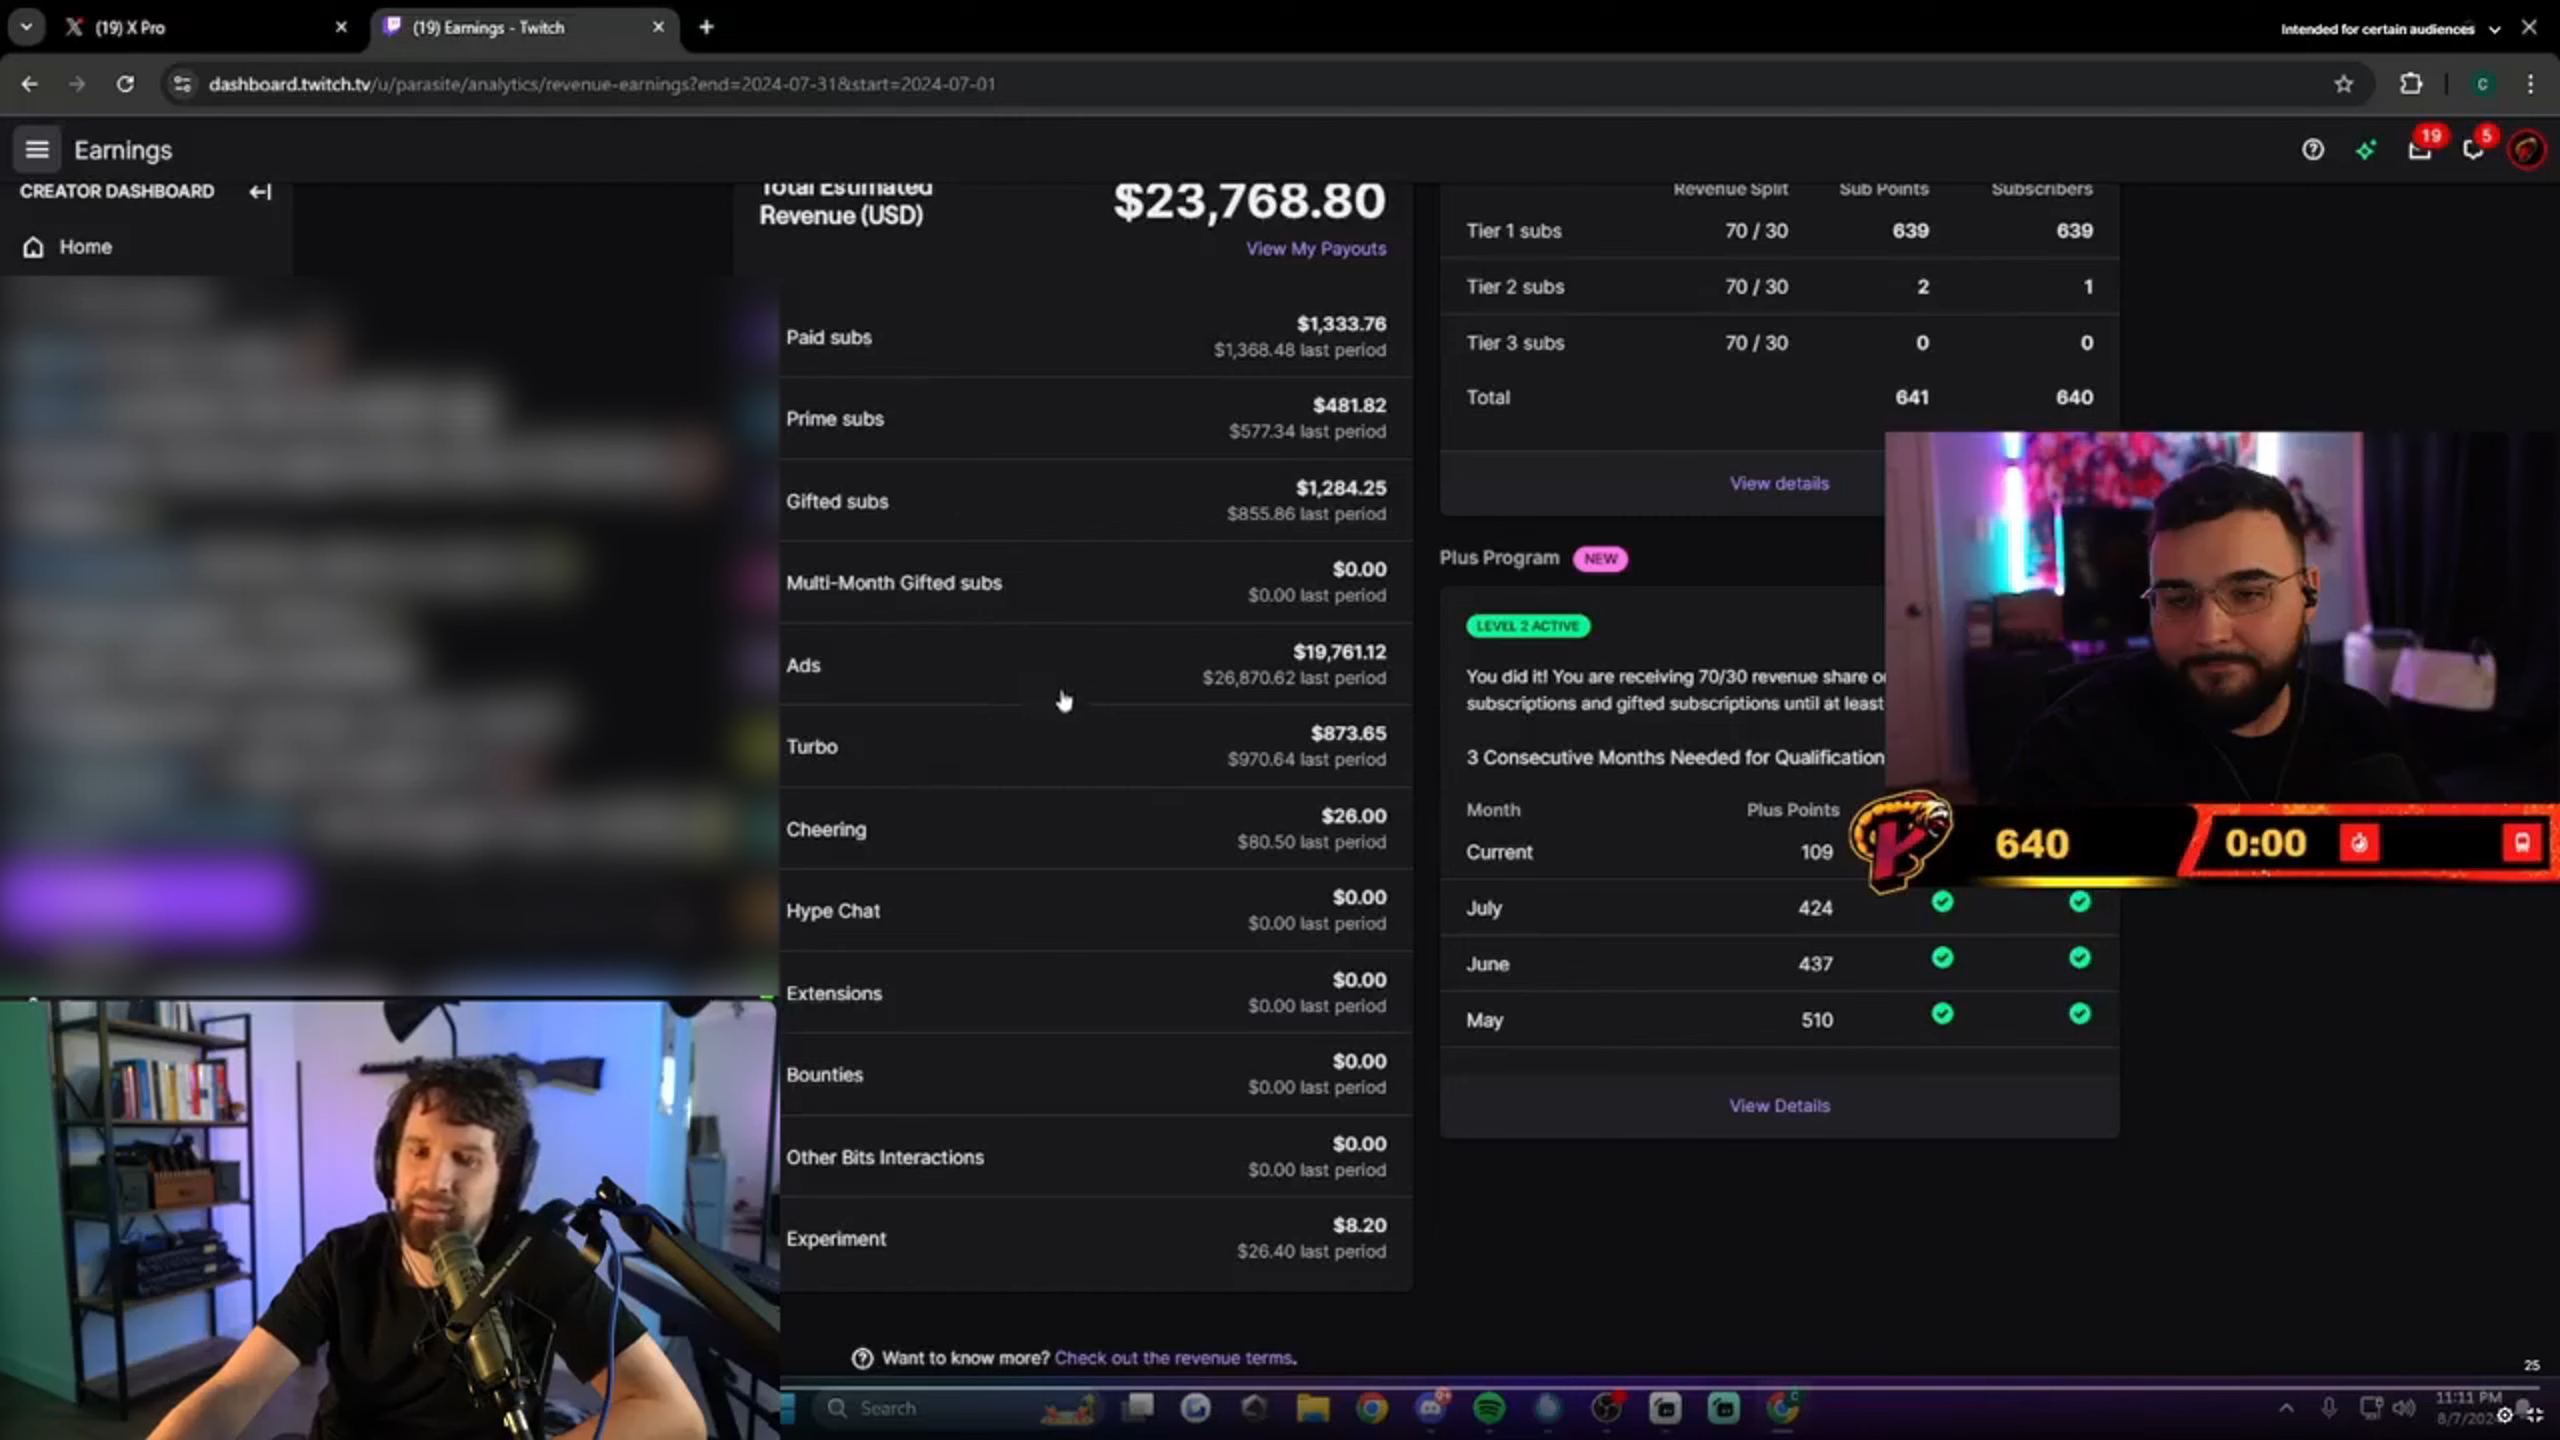 (19) X Pro
(19) Earnings - Twitch
Intended for certain audiences
dashboard.twitch.tv/u/parasite/analytics/revenue-earnings?end=2024-07-31&start=2024-07-01
C
Earnings
19
5
CREATOR DASHBOARD
Home
Total Estimated
Revenue (USD)
$23,768.80
View My Payouts
Paid subs
$1,333.76
$1,368.48 last period
Prime subs
$481.82
$577.34 last period
Gifted subs
$1,284.25
$855.86 last period
Multi-Month Gifted subs
$0.00
$0.00 last period
Ads
$19,761.12
$26,870.62 last period
Turbo
$873.65
$970.64 last period
Cheering
$26.00
$80.50 last period
Hype Chat
$0.00
$0.00 last period
Extensions
$0.00
$0.00 last period
Bounties
$0.00
$0.00 last period
Other Bits Interactions
$0.00
$0.00 last period
Experiment
$8.20
$26.40 last period
Want to know more? Check out the revenue terms.
Revenue Split Sub Points Subscribers
Tier 1 subs 70 / 30 639 639
Tier 2 subs 70 / 30 2 1
Tier 3 subs 70 / 30 0 0
Total 641 640
View details
Plus Program NEW
LEVEL 2 ACTIVE
You did it! You are receiving 70/30 revenue share
subscriptions and gifted subscriptions until at least
3 Consecutive Months Needed for Qualification
Month Plus Points
Current 109
July 424
June 437
May 510
View Details
640
0:00
25
Search
11:11 PM